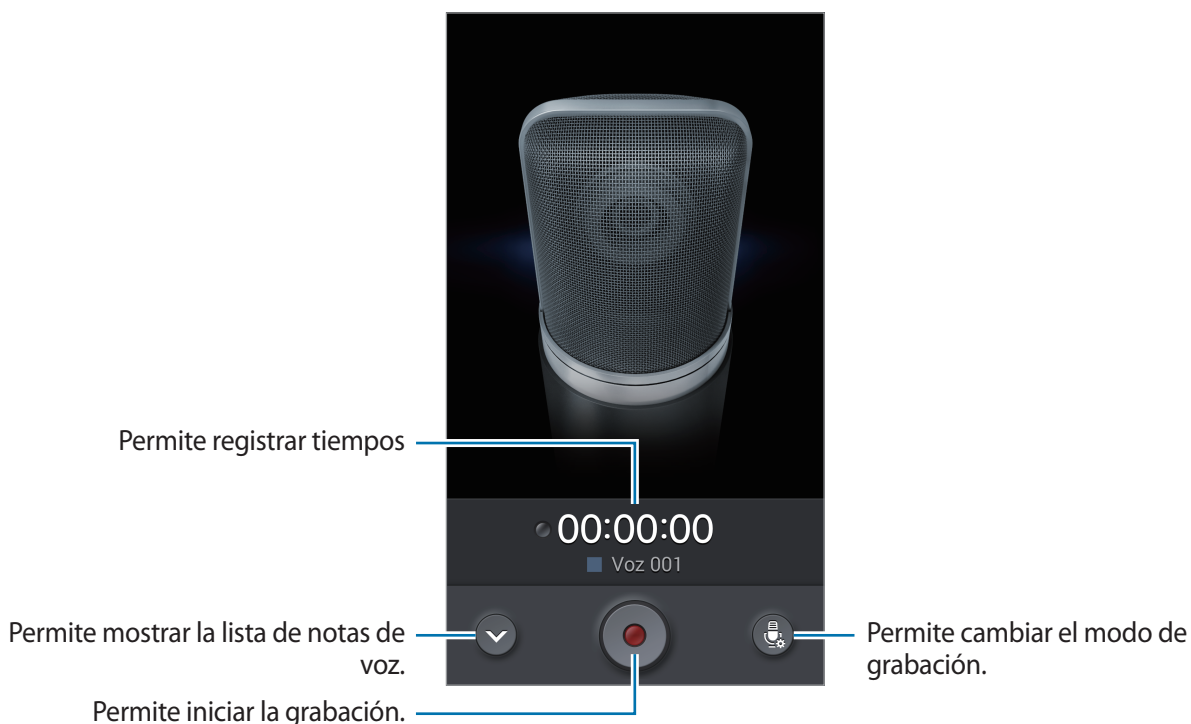 Permite registrar tiempos
00:00:00
Voz 001
Permite mostrar la lista de notas de
voz.
Permite cambiar el modo de
grabación.
Permite iniciar la grabación.